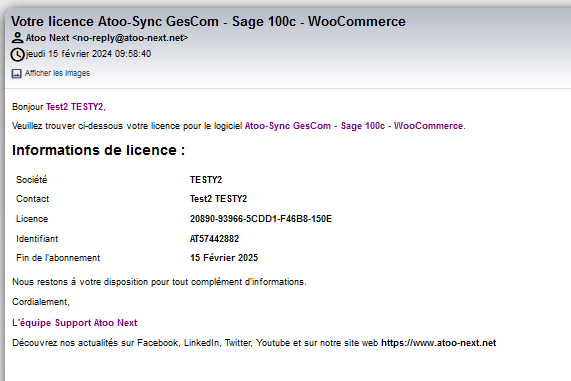 Votre licence Atoo-Sync GesCom - Sage 100c - WooCommerce
Atoo Next <no-reply@atoo-next.net>
jeudi 15 février 2024 09:58:40
Afficher les images
Bonjour Test2 TESTY2,
Veuillez trouver ci-dessous votre licence pour le logiciel Atoo-Sync GesCom - Sage 100c - WooCommerce.
Informations de licence :
Société TESTY2
Contact Test2 TESTY2
Licence 20890-93966-5CDD1-F46B8-150E
Identifiant AT57442882
Fin de l'abonnement 15 Février 2025
Nous restons à votre disposition pour tout complément d'informations.
Cordialement,
L'équipe Support Atoo Next
Découvrez nos actualités sur Facebook, LinkedIn, Twitter, Youtube et sur notre site web https://www.atoo-next.net